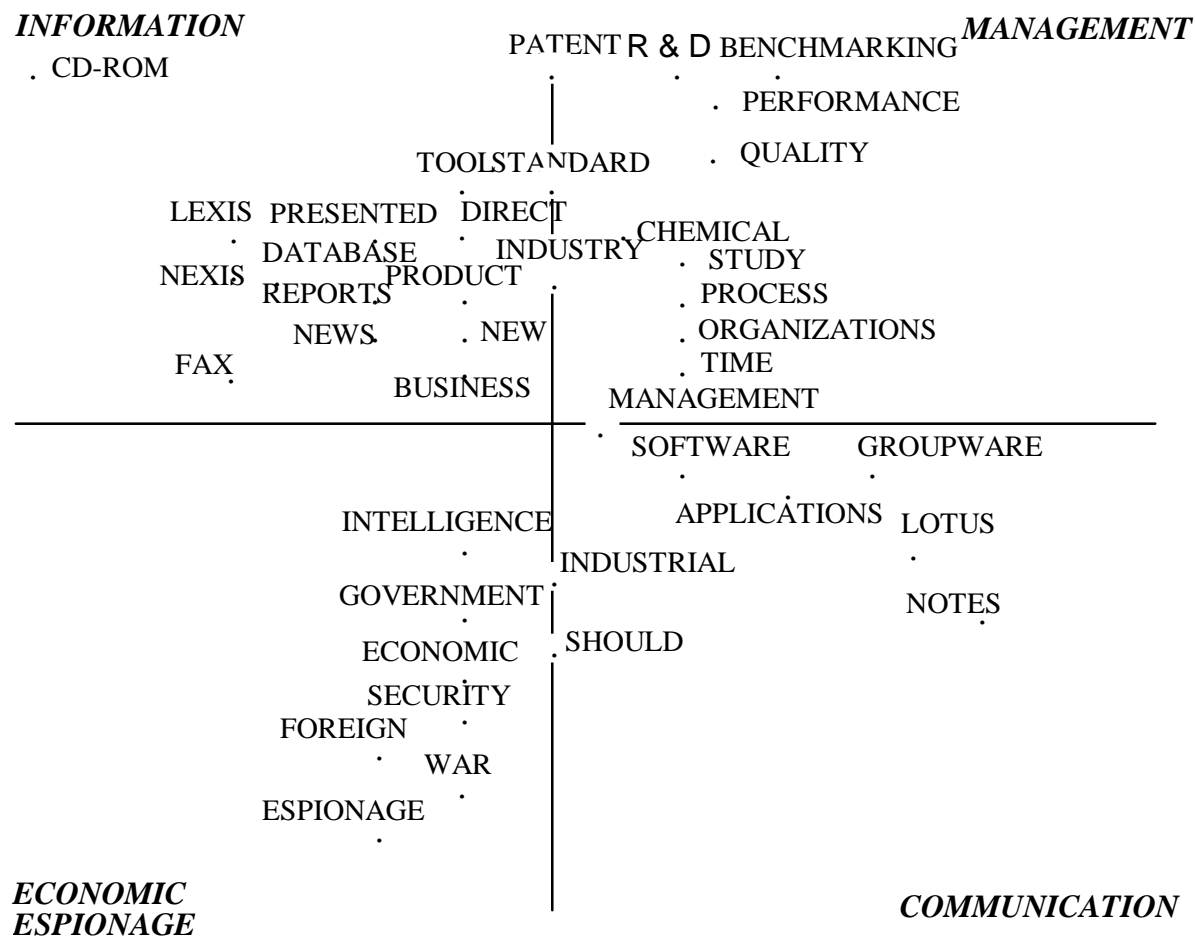 INFORMATION
MANAGEMENT
PATENT R & D BENCHMARKING
CD-ROM
PERFORMANCE
QUALITY
TOOLSTANDARD
LEXIS PRESENTED DIRECT
CHEMICAL
DATABASE INDUSTRY
STUDY
NEXIS PRODUCT
REPORTS PROCESS
NEWS NEW ORGANIZATIONS
FAX TIME
BUSINESS MANAGEMENT
SOFTWARE GROUPWARE
INTELLIGENCE APPLICATIONS LOTUS
INDUSTRIAL
GOVERNMENT NOTES
ECONOMIC SHOULD
SECURITY
FOREIGN
WAR
ESPIONAGE
ECONOMIC
ESPIONAGE
COMMUNICATION